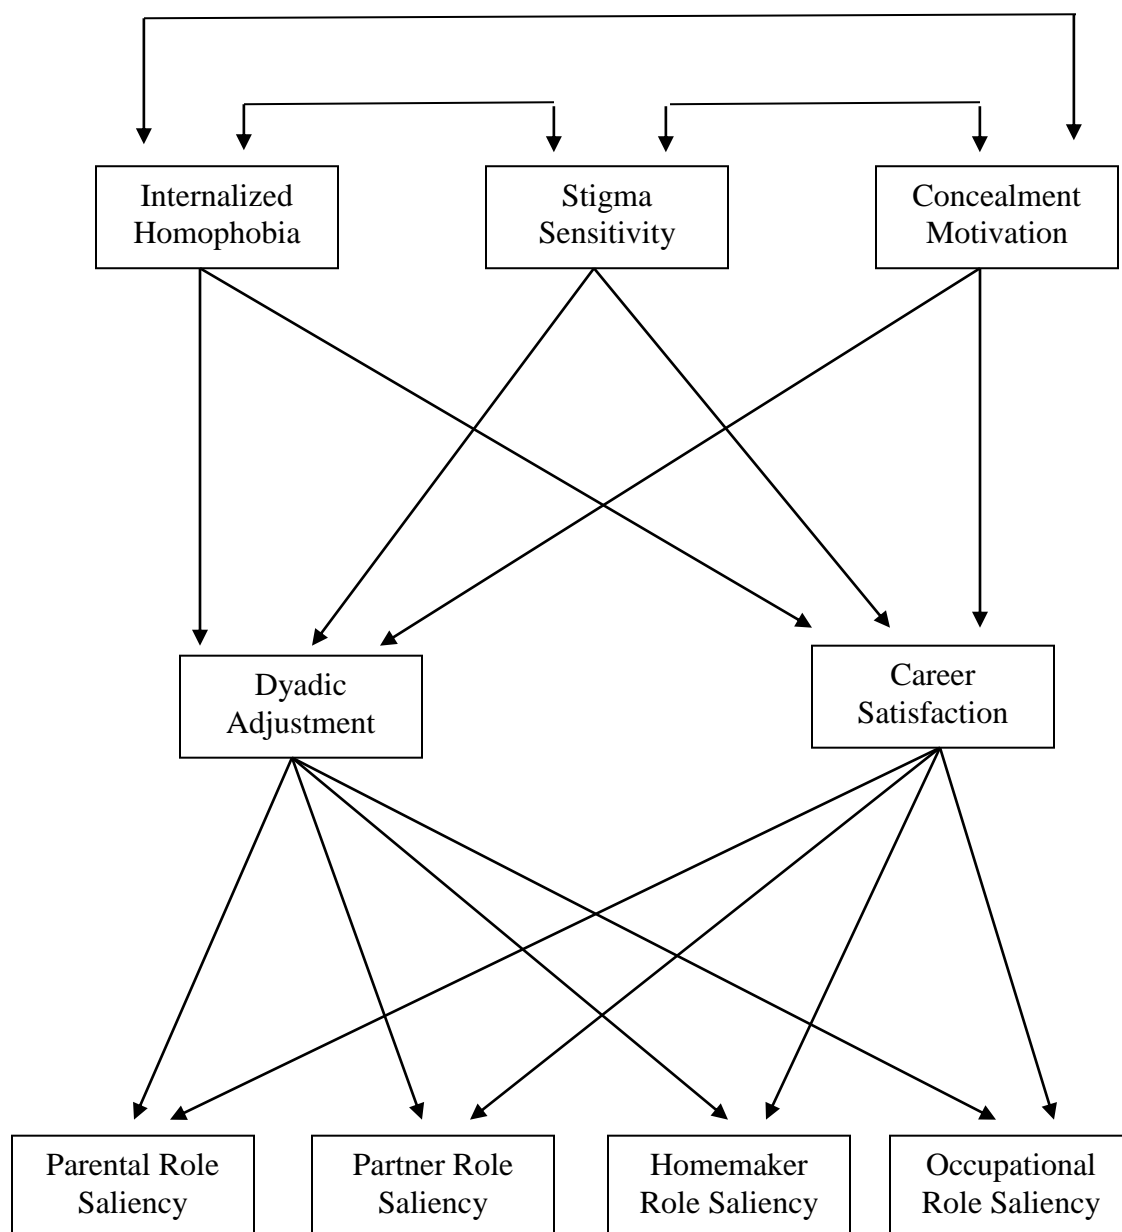 Internalized
Homophobia
Stigma
Sensitivity
Concealment
Motivation
Dyadic
Adjustment
Career
Satisfaction
Parental Role
Saliency
Partner Role
Saliency
Homemaker
Role Saliency
Occupational
Role Saliency